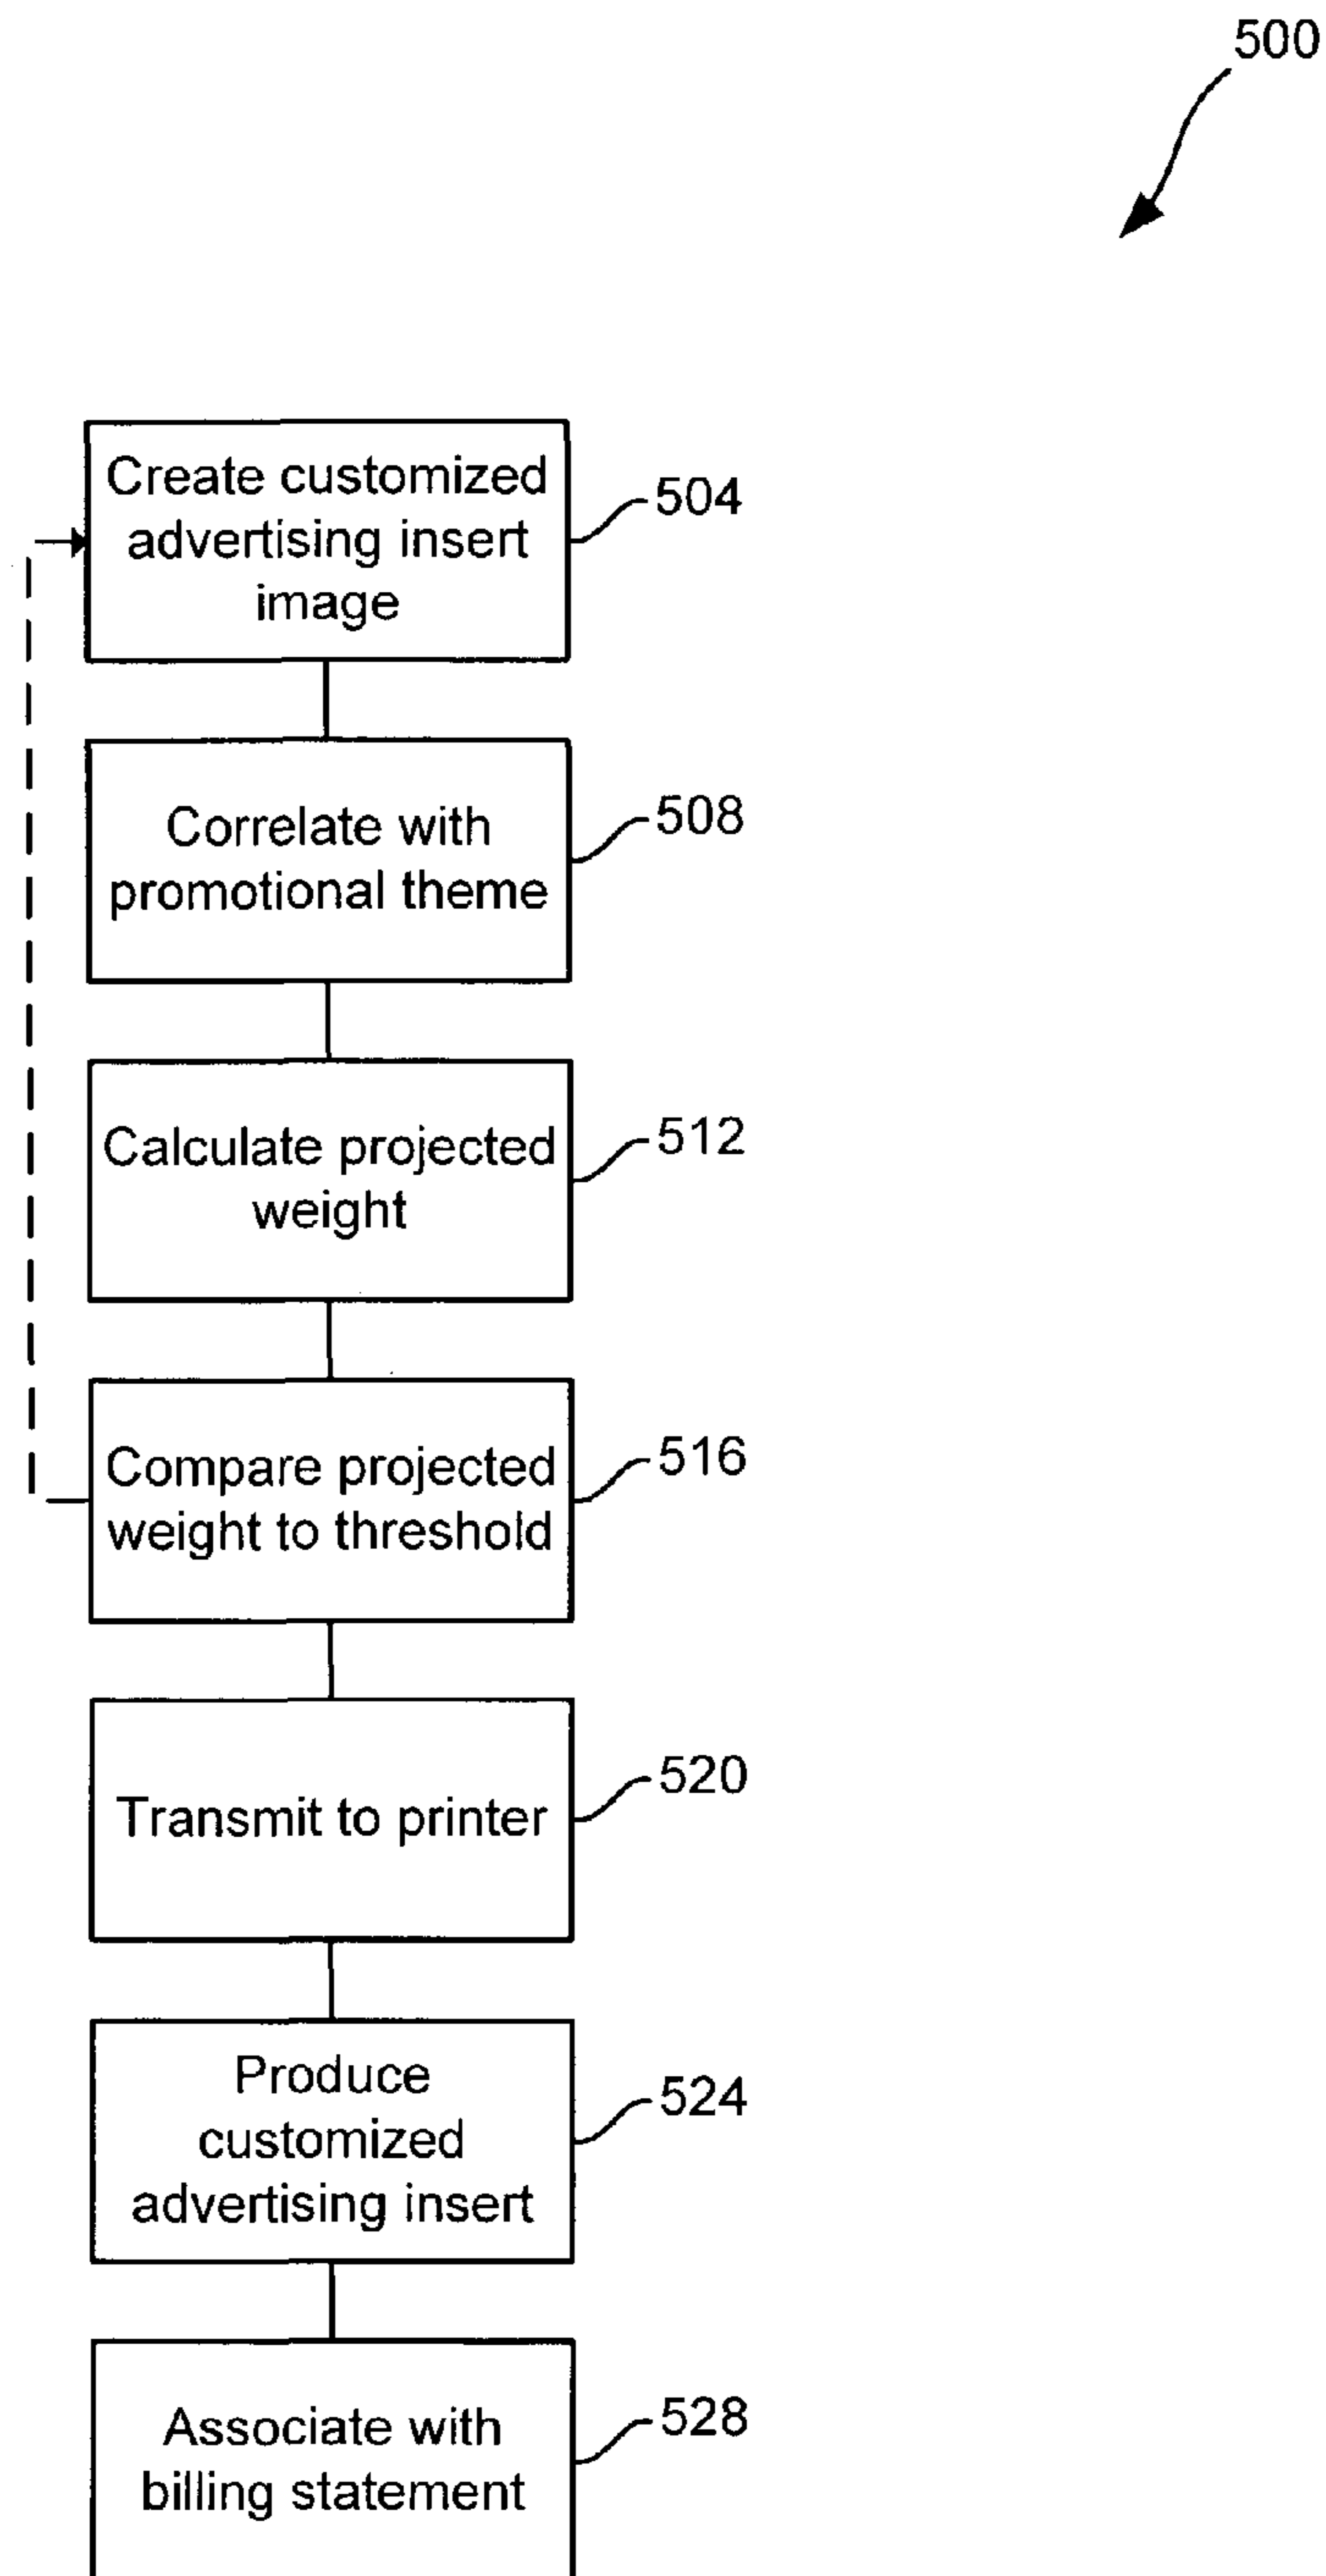 500
Create customized
advertising insert
image
504
Correlate with
promotional theme
508
Calculate projected
weight
512
Compare projected
weight to threshold
516
Transmit to printer
520
Produce
customized
advertising insert
524
Associate with
billing statement
528